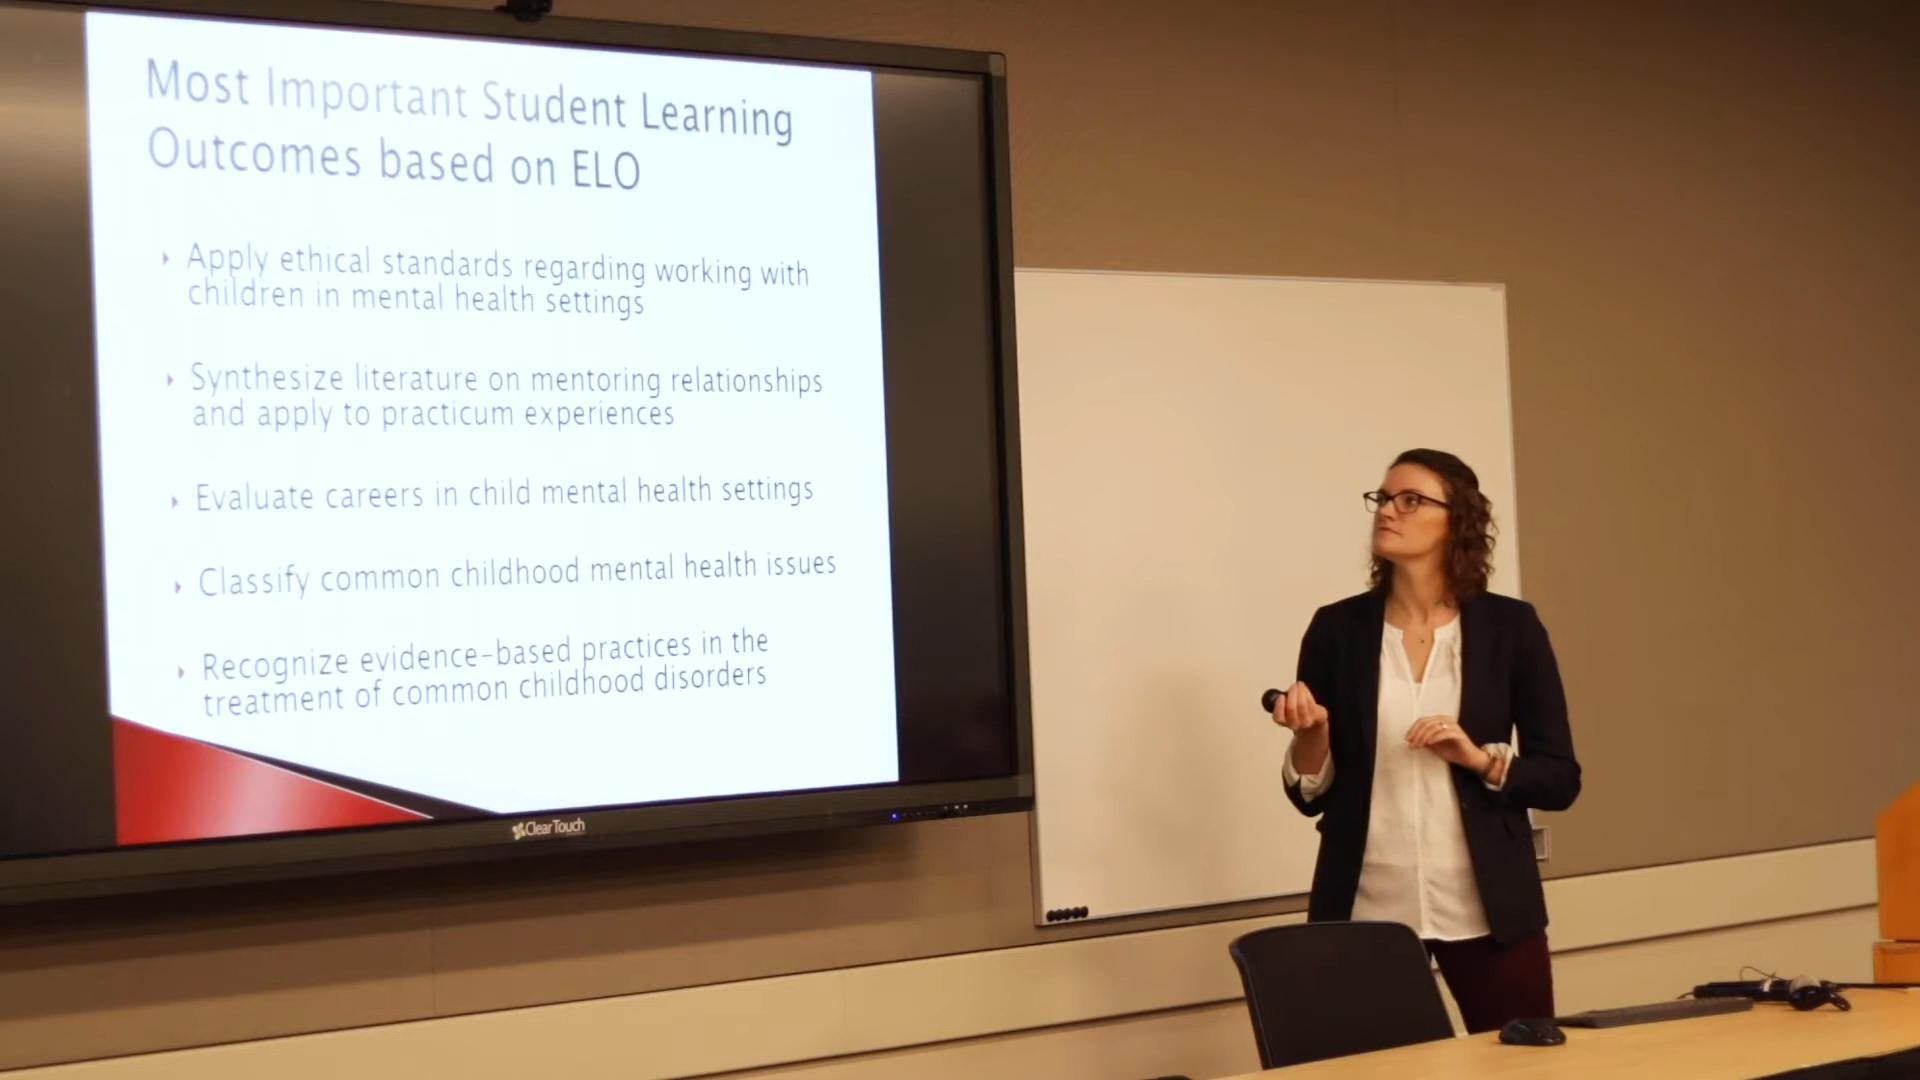 Most Important Student Learning
Outcomes based on ELO
Apply ethical standards regarding working with
children in mental health settings
Synthesize literature on mentoring relationships
and apply to practicum experiences
Evaluate careers in child mental health settings
Classify common childhood mental health issues
Recognize evidence-based practices in the
treatment of common childhood disorders
ClearTouch